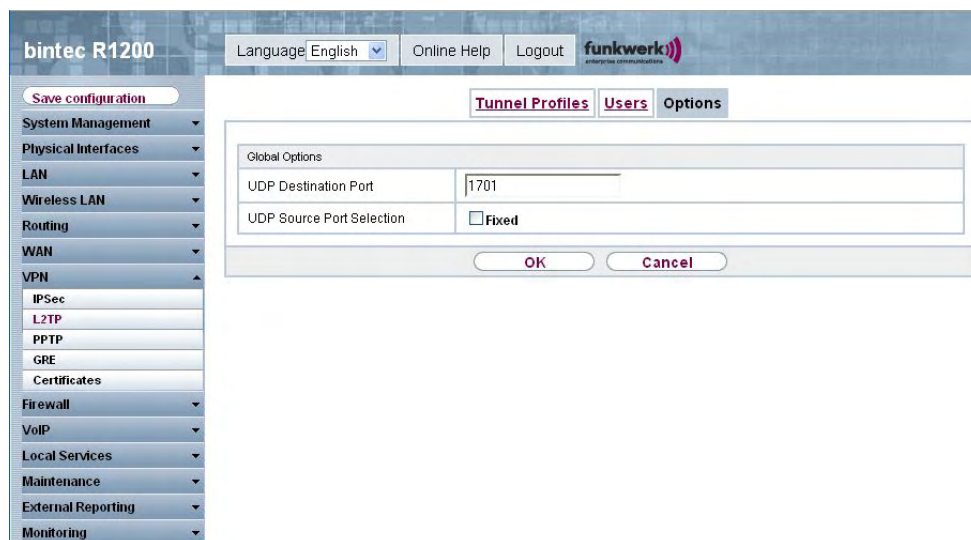 bintec R1200
Language English Online Help Logout funkwerk
enterprise communications
Save configuration
System Management
Physical Interfaces
LAN
Wireless LAN
Routing
WAN
VPN
IPSec
L2TP
PPTP
GRE
Certificates
Firewall
VoIP
Local Services
Maintenance
External Reporting
Monitoring
Tunnel Profiles Users Options
Global Options
UDP Destination Port 1701
UDP Source Port Selection Fixed
OK Cancel